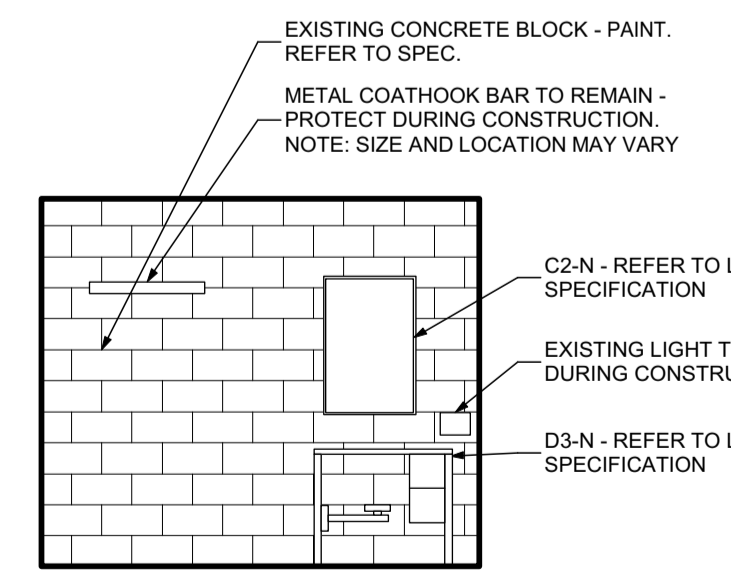 EXISTING CONCRETE BLOCK - PAINT.
REFER TO SPEC.
METAL COATHOOK BAR TO REMAIN -
PROTECT DURING CONSTRUCTION.
NOTE: SIZE AND LOCATION MAY VARY
C2-N - REFER TO
SPECIFICATION
EXISTING LIGHT
DURING
D3-N - REFER TO
SPECIFICATION